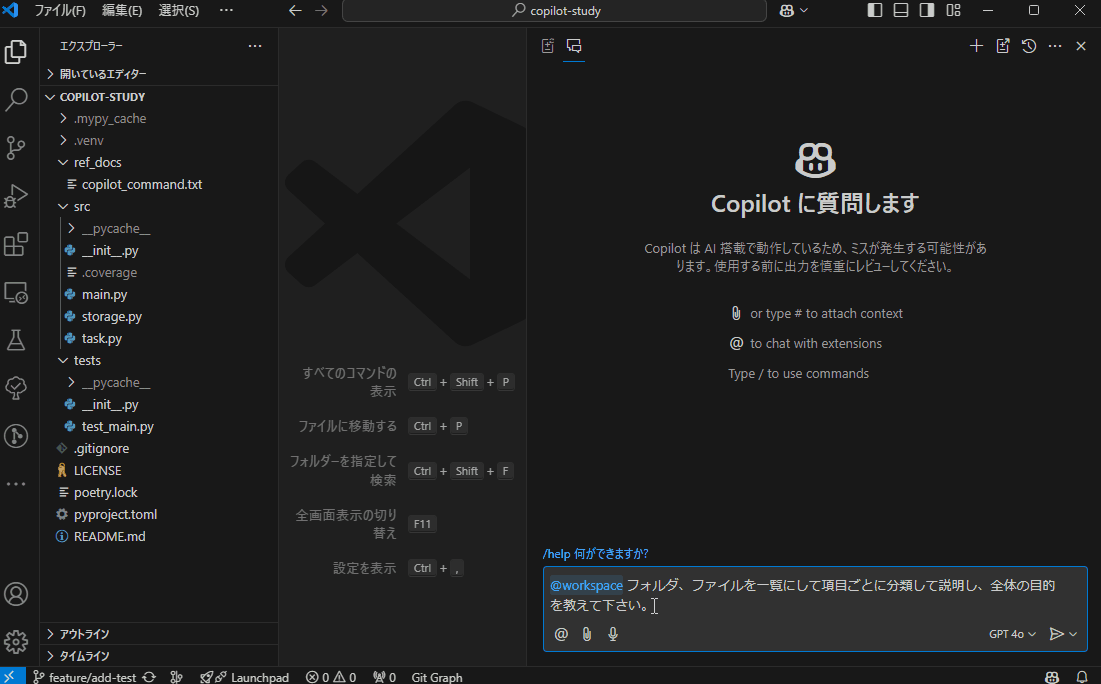 ファイル(F) 編集(E) 選択(S) ··· copilot-study
エクスプローラー ···
開いているエディター
COPILOT-STUDY
.mypy_cache
.venv
ref_docs
copilot_command.txt
src
__pycache__
__init__.py
.coverage
main.py
storage.py
task.py
tests
__pycache__
__init__.py
test_main.py
.gitignore
LICENSE
poetry.lock
pyproject.toml
README.md
アウトライン
タイムライン
すべてのコマンドの
表示 Ctrl + Shift + P
ファイルに移動する Ctrl + P
フォルダーを指定して
検索 Ctrl + Shift + F
全画面表示の切り
替え F11
設定を表示 Ctrl + ,
Copilot に質問します
Copilot は AI 搭載で動作しているため、ミスが発生する可能性があ
ります。使用する前に出力を慎重にレビューしてください。
or type # to attach context
@ to chat with extensions
Type / to use commands
/help 何ができますか?
@workspace フォルダ、ファイルを一覧にして項目ごとに分類して説明し、全体の目的
を教えて下さい。
@ GPT 4o
feature/add-test Launchpad 0 0 0 Git Graph